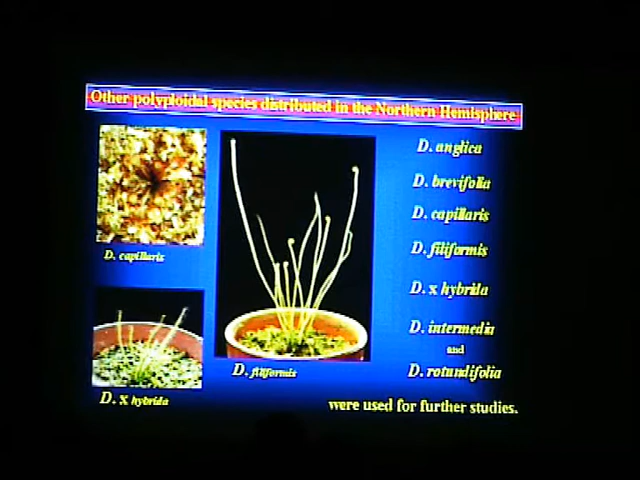 Other polyploidal species distributed in the Northern Hemisphere
D. anglica
D. brevifolia
D. capillaris
D. filiformis
D. x hybrida
D. intermedia
and
D. rotundifolia
were used for further studies.
D. capillaris
D. x hybrida
D. filiformis